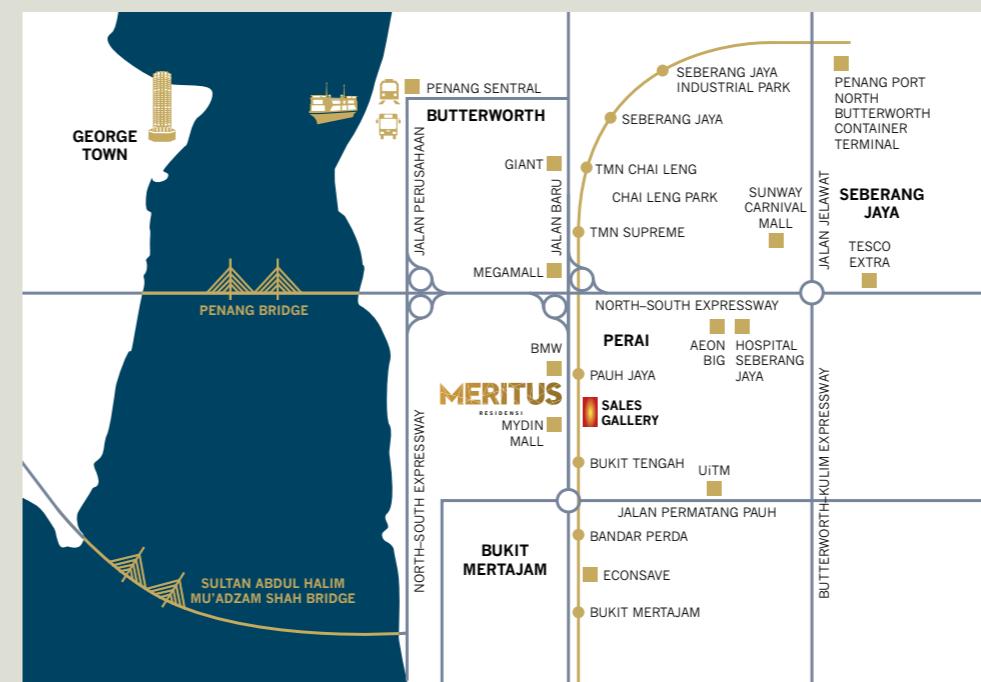 SEBERANG JAYA
INDUSTRIAL PARK
PENANG SENTRAL
PENANG PORT
NORTH
BUTTERWORTH
CONTAINER
TERMINAL
BUTTERWORTH
SEBERANG JAYA
GEORGE
TOWN
JALAN PERUSAHAAN
GIANT
JALAN BARU
TMN CHAI LENG
CHAI LENG PARK
SUNWAY
CARNIVAL
MALL
JALAN JELAWAT
SEBERANG
JAYA
TMN SUPREME
TESCO
EXTRA
MEGAMALL
PENANG BRIDGE
NORTH–SOUTH EXPRESSWAY
PERAI
BMW
AEON
BIG
HOSPITAL
SEBERANG
JAYA
PAUH JAYA
MERITUS
RESIDENSI
SALES
GALLERY
MYDIN
MALL
NORTH–SOUTH EXPRESSWAY
BUTTERWORTH–KULIM EXPRESSWAY
BUKIT TENGAH
UiTM
JALAN PERMATANG PAUH
BANDAR PERDA
BUKIT
MERTAJAM
ECONSAVE
SULTAN ABDUL HALIM
MU'ADZAM SHAH BRIDGE
BUKIT MERTAJAM